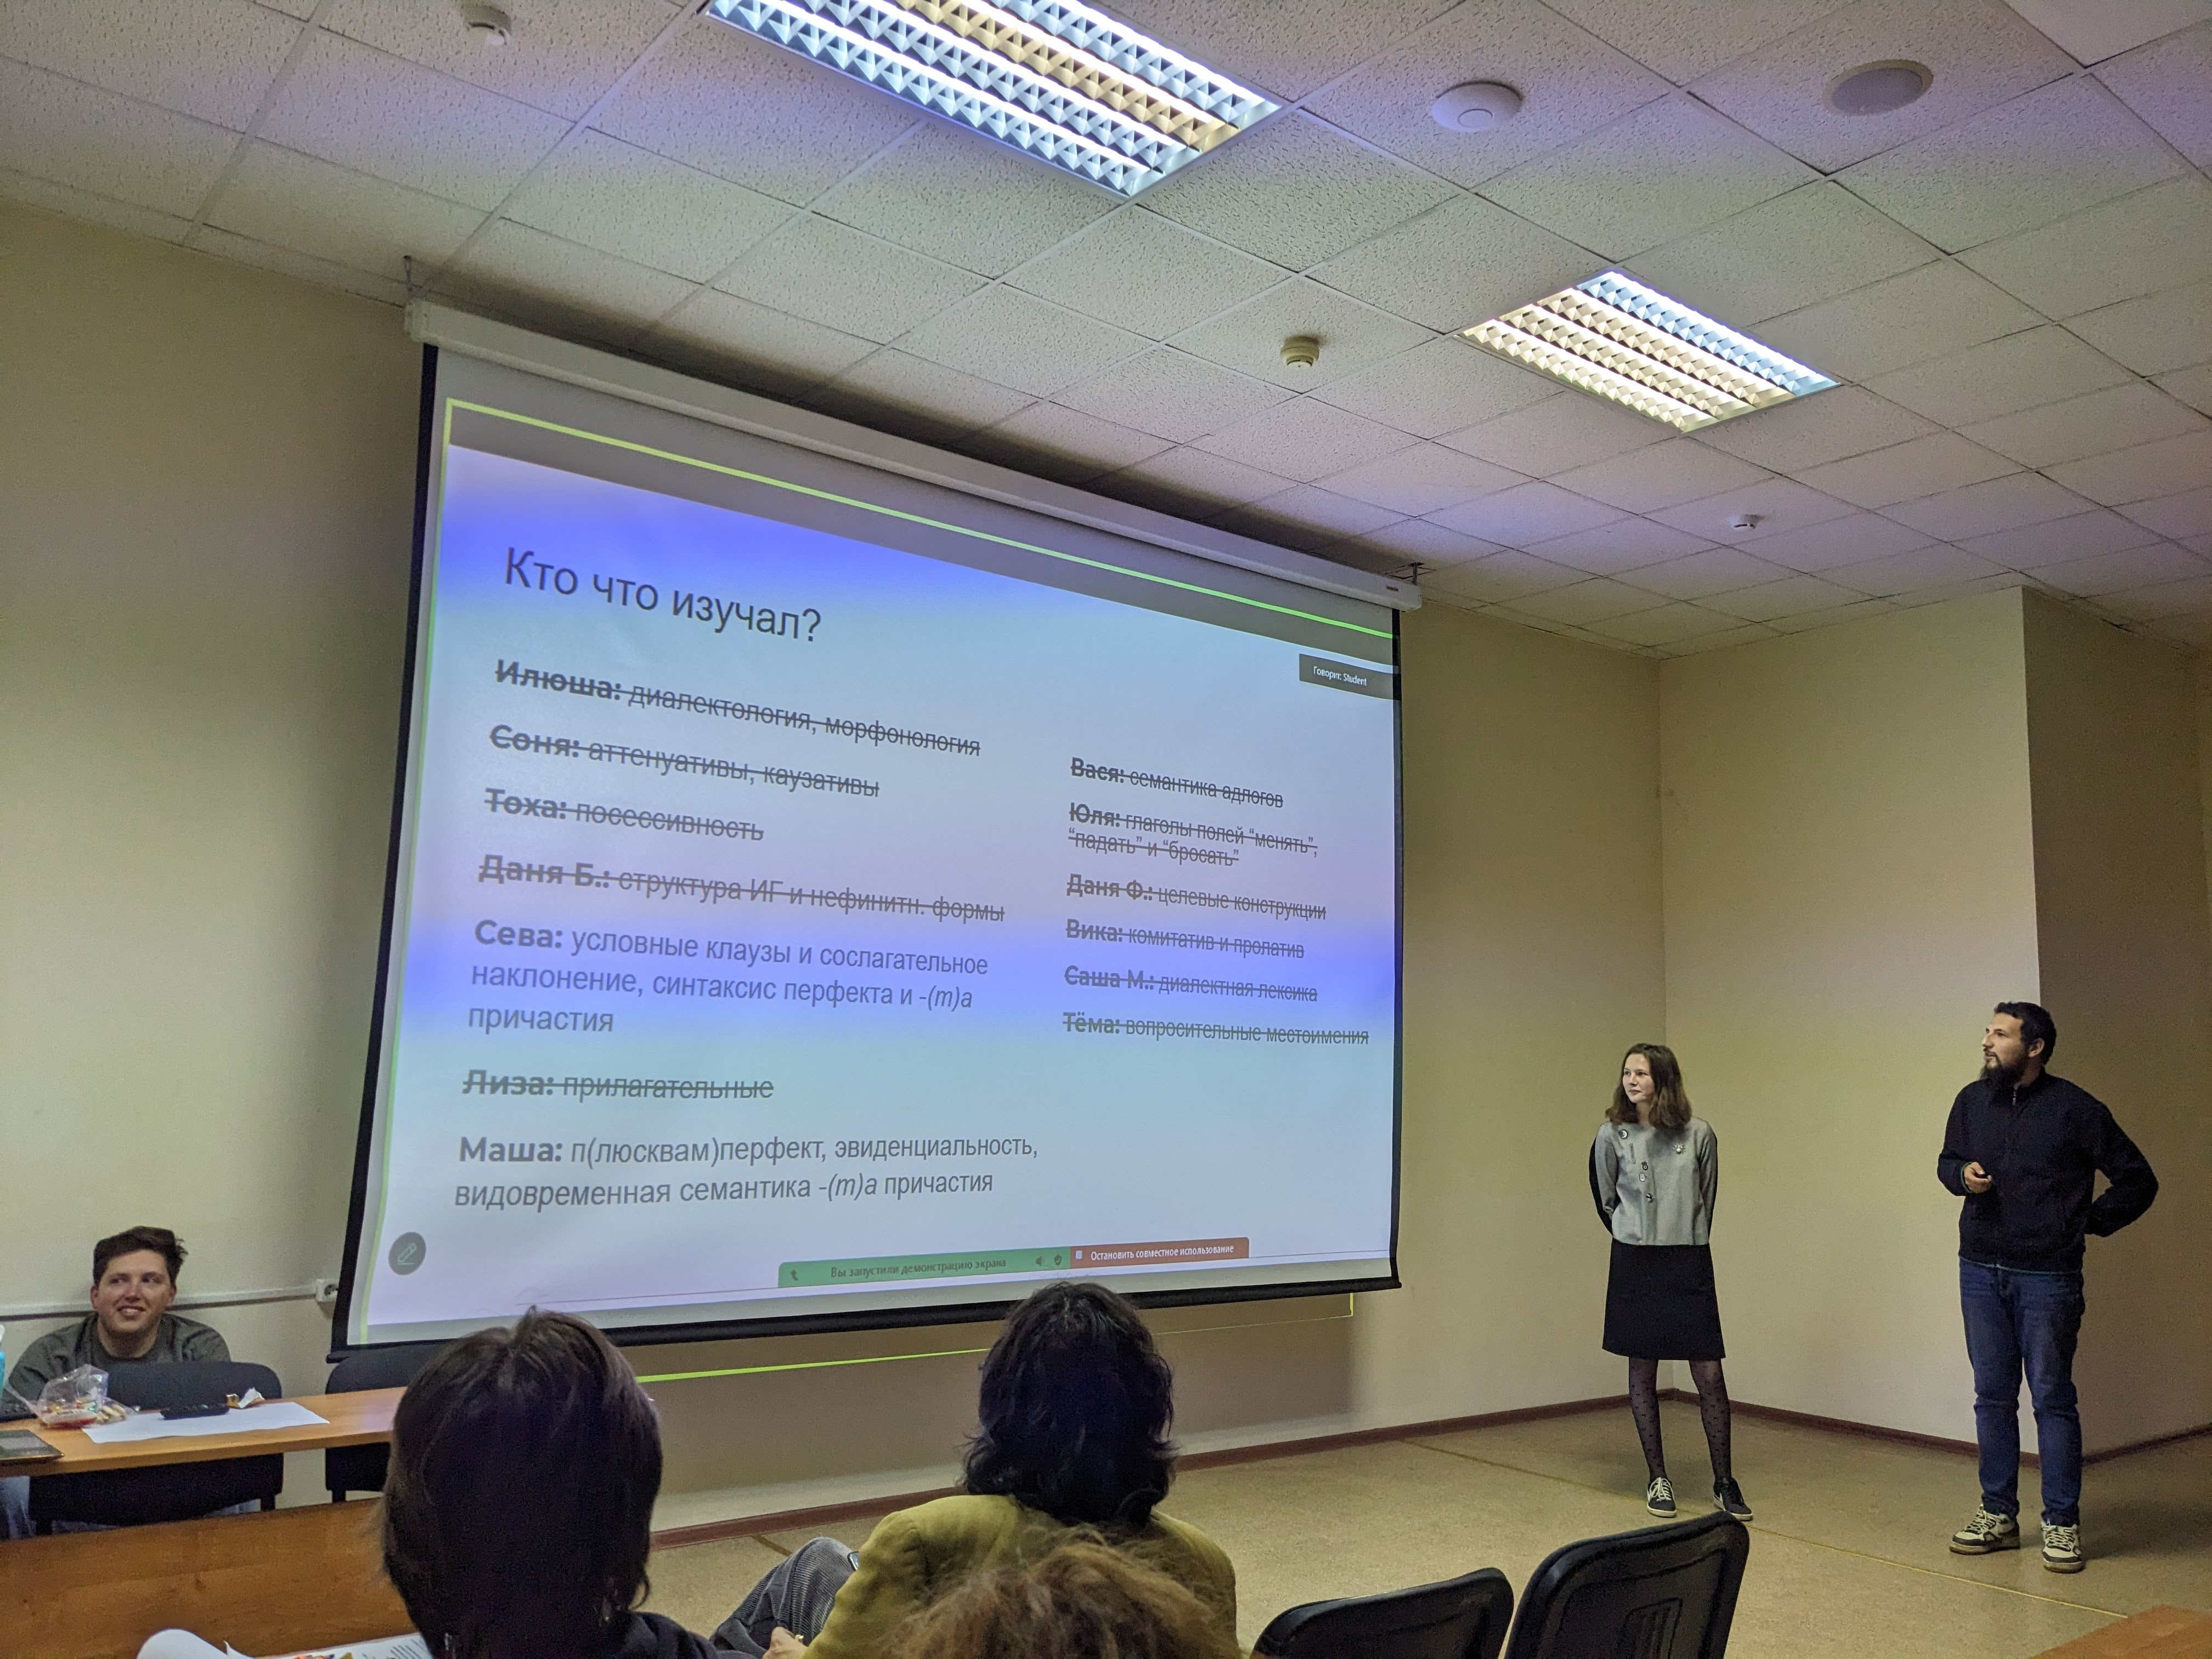 Кто что изучал?
Говорит: Student
Илюша: диалектология, морфонология
Соня: аттенуативы, каузативы
Тоха: посессивность
Даня Б.: структура ИГ и нефинитн. формы
Сева: условные клаузы и сослагательное
наклонение, синтаксис перфекта и -(т)а
причастия
Лиза: прилагательные
Маша: п(люсквам)перфект, эвиденциальность,
видовременная семантика -(т)а причастия
Вася: семантика адлогов
Юля: глаголы полей “менять”,
“падать” и “бросать”
Даня Ф.: целевые конструкции
Вика: комитатив и пролатив
Саша М.: диалектная лексика
Тёма: вопросительные местоимения
Вы запустили демонстрацию экрана
Остановить совместное использование